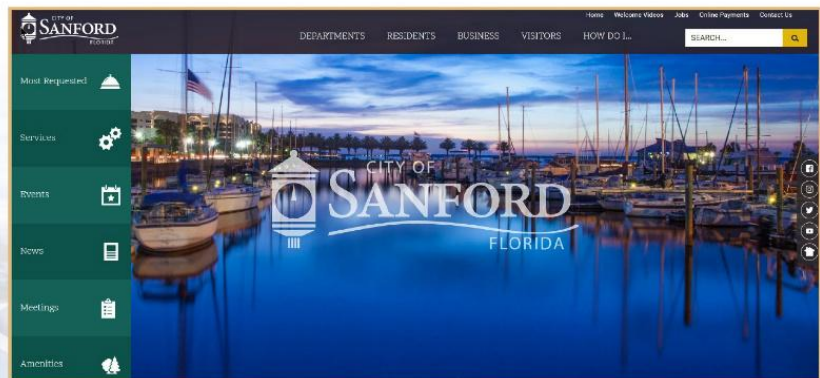 Home Welcome Videos Jobs Online Payments Contact Us
CITY OF
SANFORD
FLORIDA
DEPARTMENTS RESIDENTS BUSINESS VISITORS HOW DO I...
SEARCH...
Most Requested
Services
Events
News
Meetings
Amenities
CITY OF
SANFORD
FLORIDA